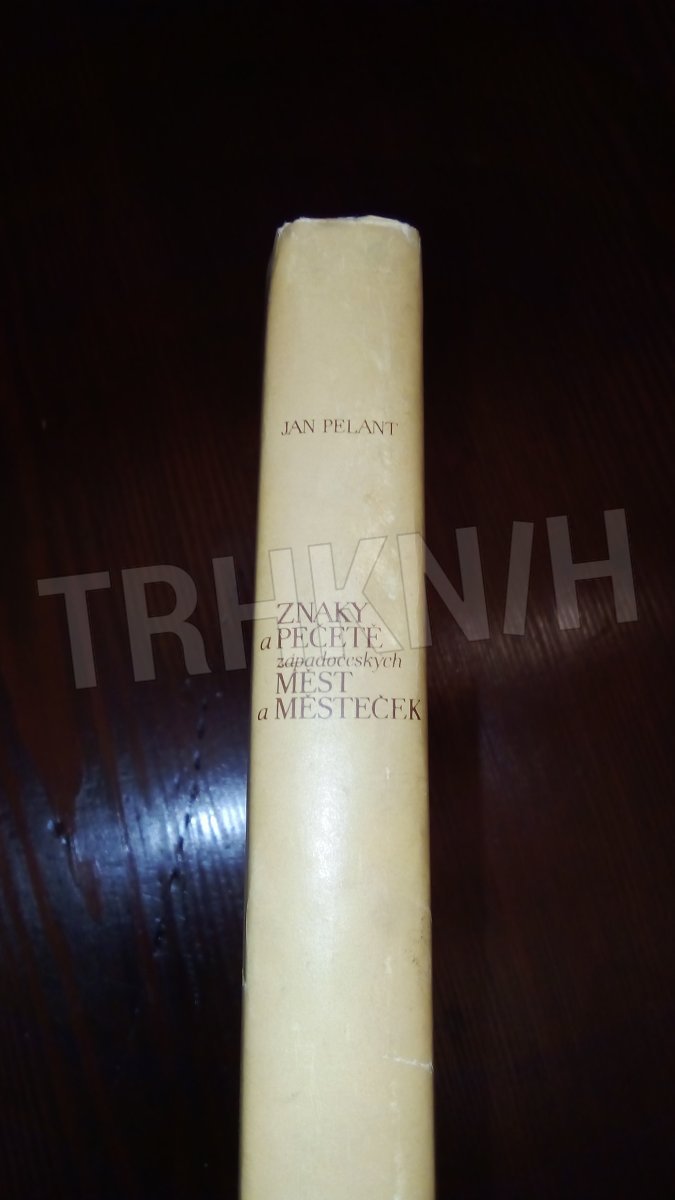 JAN PELANT
TRHKNIH
ZNAKY
a PEČETĚ
západočeských
MĚST
a MĚSTEČEK